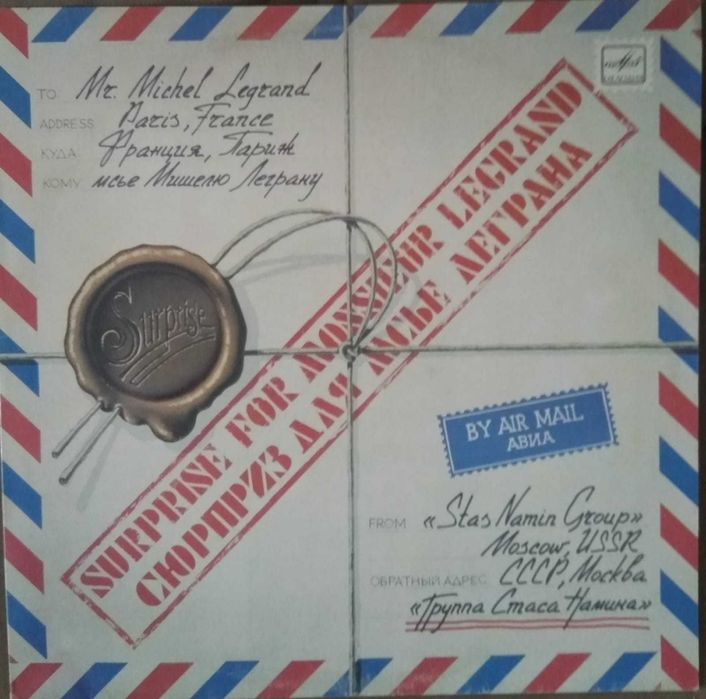 TO Mr. Michel Legrand
ADDRESS Paris, France
КУДА Франция, Париж
КОМУ мсье Мишелю Леграну
мелодия
Surprise
SURPRISE FOR MONSIEUR LEGRAND
СЮРПРИЗ ДЛЯ МСЬЕ ЛЕГРАНА
BY AIR MAIL
АВИА
FROM «Stas Namin Group»
Moscow, USSR
ОБРАТНЫЙ АДРЕС СССР, Москва
«Группа Стаса Намина»